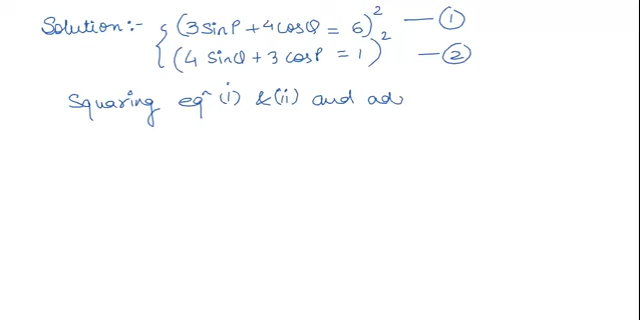 Solution:- { (3 sin P + 4 cos Q = 6)² — ①
(4 sin Q + 3 cos P = 1)² — ②
Squaring eqⁿ (i) & (ii) and ad